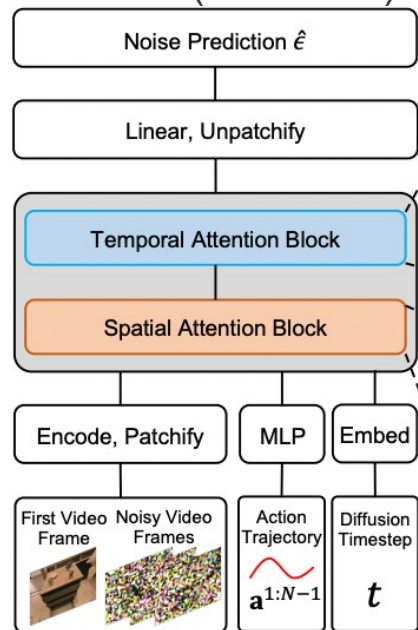 Noise Prediction ε̂
Linear, Unpatchify
Temporal Attention Block
Spatial Attention Block
Encode, Patchify
MLP
Embed
First Video
Frame
Noisy Video
Frames
Action
Trajectory
a^{1:N−1}
Diffusion
Timestep
t